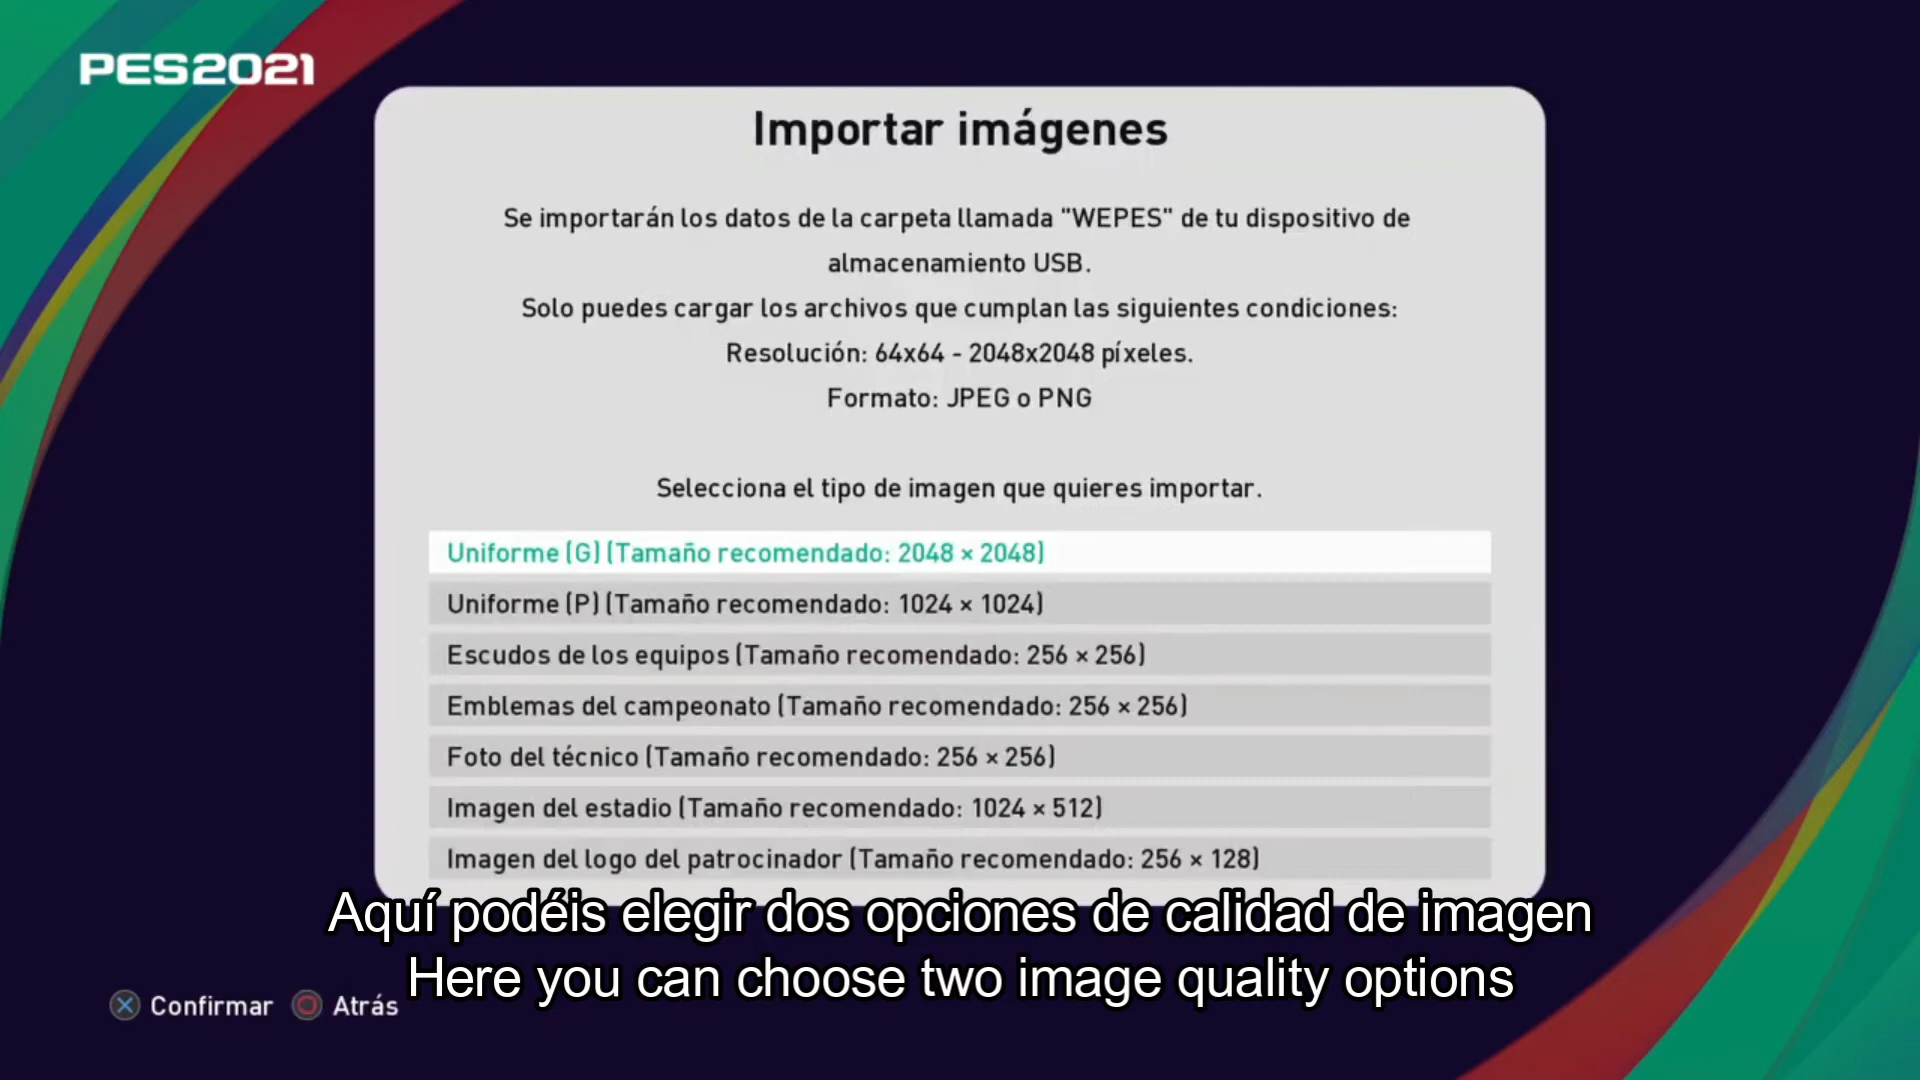 PES2021
Importar imágenes
Se importarán los datos de la carpeta llamada "WEPES" de tu dispositivo de
almacenamiento USB.
Solo puedes cargar los archivos que cumplan las siguientes condiciones:
Resolución: 64x64 - 2048x2048 píxeles.
Formato: JPEG o PNG
Selecciona el tipo de imagen que quieres importar.
Uniforme (G) (Tamaño recomendado: 2048 × 2048)
Uniforme (P) (Tamaño recomendado: 1024 × 1024)
Escudos de los equipos (Tamaño recomendado: 256 × 256)
Emblemas del campeonato (Tamaño recomendado: 256 × 256)
Foto del técnico (Tamaño recomendado: 256 × 256)
Imagen del estadio (Tamaño recomendado: 1024 × 512)
Imagen del logo del patrocinador (Tamaño recomendado: 256 × 128)
Aquí podéis elegir dos opciones de calidad de imagen
Here you can choose two image quality options
Confirmar Atrás